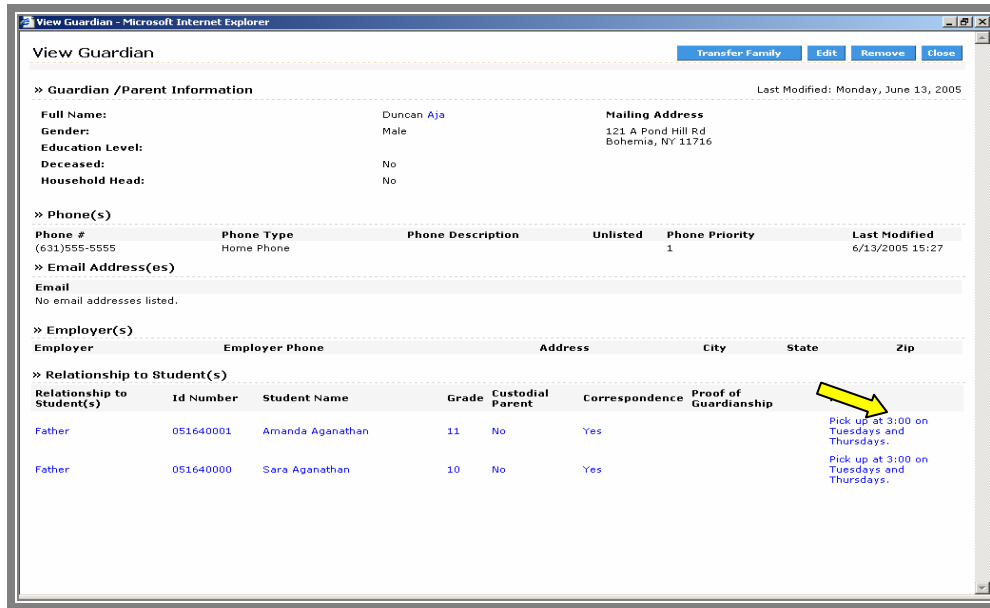 View Guardian - Microsoft Internet Explorer
View Guardian
Transfer Family Edit Remove Close
» Guardian /Parent Information Last Modified: Monday, June 13, 2005
Full Name: Duncan Aja Mailing Address
Gender: Male 121 A Pond Hill Rd
Education Level: Bohemia, NY 11716
Deceased: No
Household Head: No
» Phone(s)
Phone # Phone Type Phone Description Unlisted Phone Priority Last Modified
(631)555-5555 Home Phone 1 6/13/2005 15:27
» Email Address(es)
Email
No email addresses listed.
» Employer(s)
Employer Employer Phone Address City State Zip
» Relationship to Student(s)
Relationship to Student(s) Id Number Student Name Grade Custodial Parent Correspondence Proof of Guardianship
Father 051640001 Amanda Aganathan 11 No Yes Pick up at 3:00 on Tuesdays and Thursdays.
Father 051640000 Sara Aganathan 10 No Yes Pick up at 3:00 on Tuesdays and Thursdays.